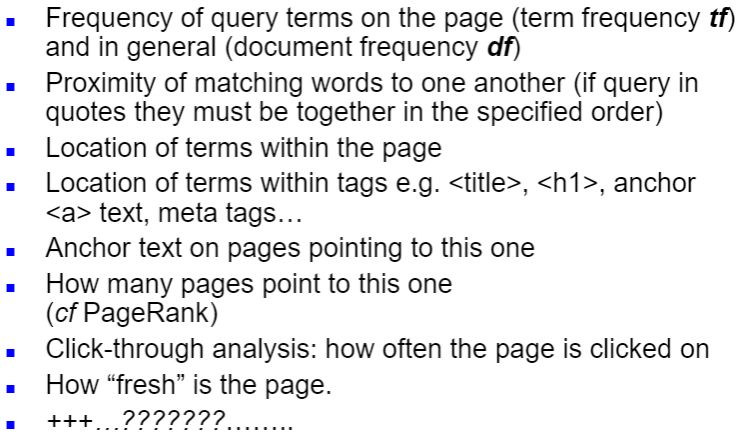 ▪ Frequency of query terms on the page (term frequency tf)
and in general (document frequency df)
▪ Proximity of matching words to one another (if query in
quotes they must be together in the specified order)
▪ Location of terms within the page
▪ Location of terms within tags e.g. <title>, <h1>, anchor
<a> text, meta tags…
▪ Anchor text on pages pointing to this one
▪ How many pages point to this one
(cf PageRank)
▪ Click-through analysis: how often the page is clicked on
▪ How “fresh” is the page.
▪ +++…???????……..